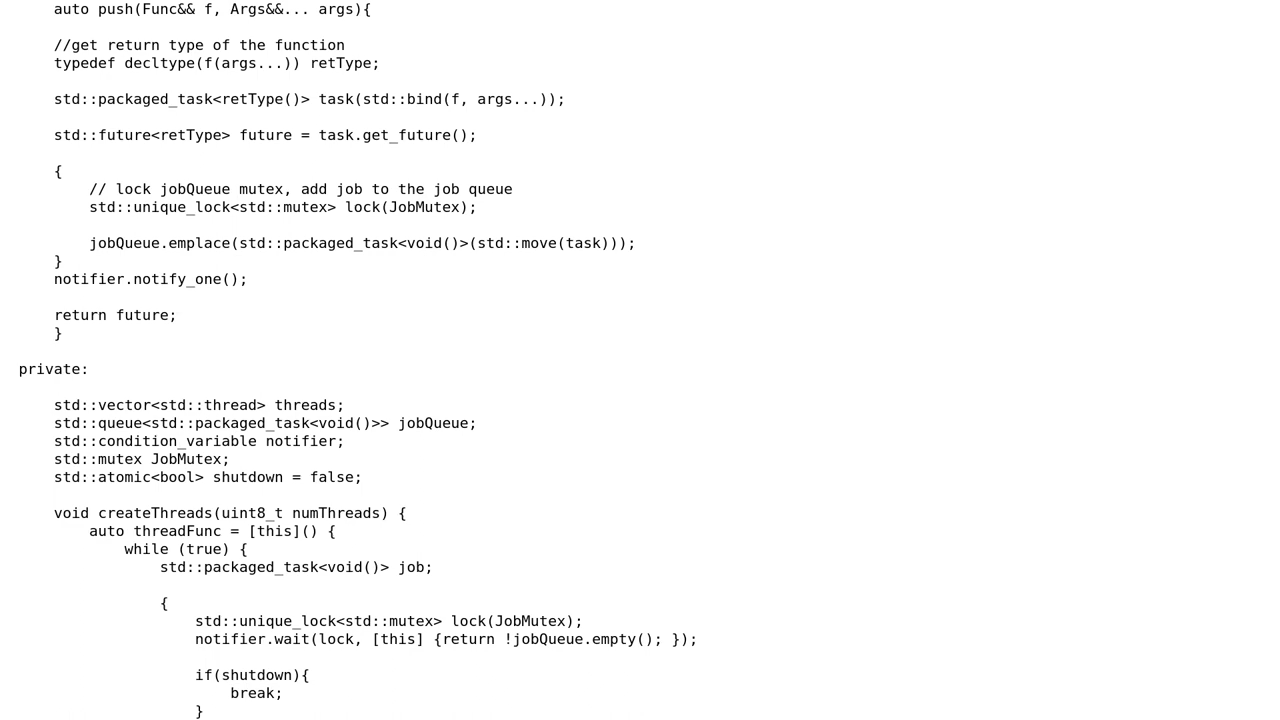 auto push(Func&& f, Args&&... args){
//get return type of the function
typedef decltype(f(args...)) retType;
std::packaged_task<retType()> task(std::bind(f, args...));
std::future<retType> future = task.get_future();
{
// lock jobQueue mutex, add job to the job queue
std::unique_lock<std::mutex> lock(JobMutex);
jobQueue.emplace(std::packaged_task<void()>(std::move(task)));
}
notifier.notify_one();
return future;
}
private:
std::vector<std::thread> threads;
std::queue<std::packaged_task<void()>> jobQueue;
std::condition_variable notifier;
std::mutex JobMutex;
std::atomic<bool> shutdown = false;
void createThreads(uint8_t numThreads) {
auto threadFunc = [this]() {
while (true) {
std::packaged_task<void()> job;
{
std::unique_lock<std::mutex> lock(JobMutex);
notifier.wait(lock, [this] {return !jobQueue.empty(); });
if(shutdown){
break;
}